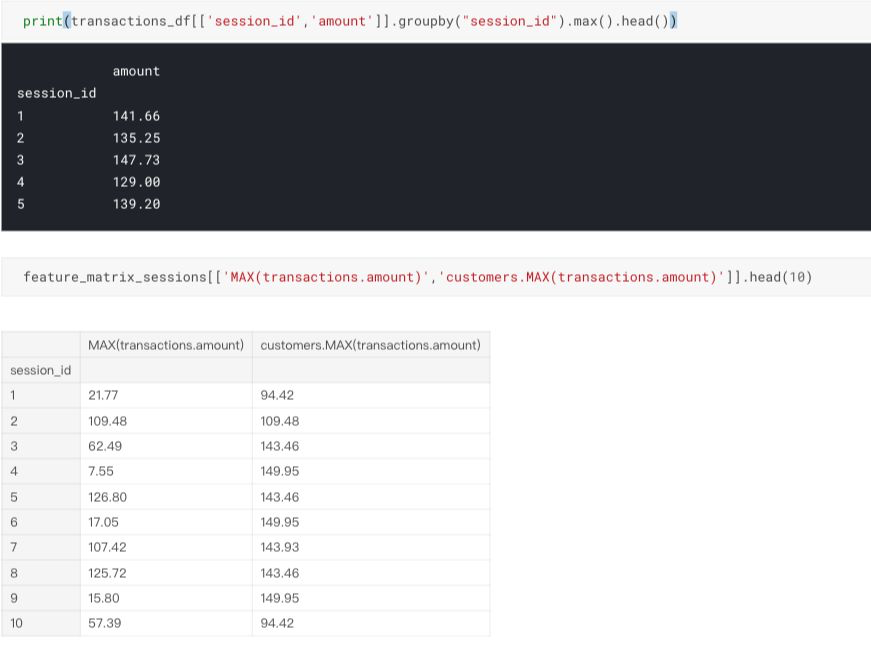 print(transactions_df[['session_id','amount']].groupby("session_id").max().head())
amount
session_id
1 141.66
2 135.25
3 147.73
4 129.00
5 139.20
feature_matrix_sessions[['MAX(transactions.amount)','customers.MAX(transactions.amount)']].head(10)
MAX(transactions.amount) customers.MAX(transactions.amount)
session_id
1 21.77 94.42
2 109.48 109.48
3 62.49 143.46
4 7.55 149.95
5 126.80 143.46
6 17.05 149.95
7 107.42 143.93
8 125.72 143.46
9 15.80 149.95
10 57.39 94.42